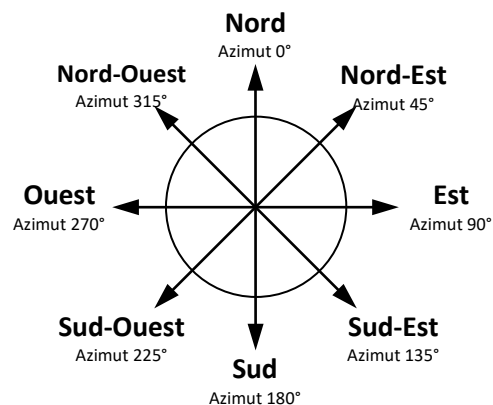 Nord
Azimut 0°
Nord-Ouest
Azimut 315°
Nord-Est
Azimut 45°
Ouest
Azimut 270°
Est
Azimut 90°
Sud-Ouest
Azimut 225°
Sud-Est
Azimut 135°
Sud
Azimut 180°